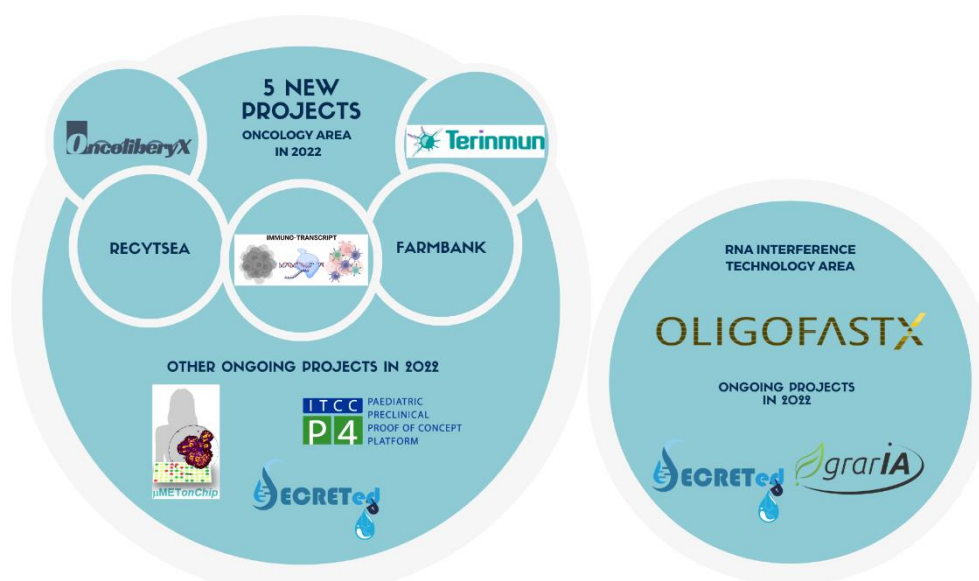 5 NEW
PROJECTS
ONCOLOGY AREA
IN 2022
OncoliberyX
Terinmun
RECYTSEA
IMMUNO-TRANSCRIPT
FARMBANK
OTHER ONGOING PROJECTS IN 2022
µMETonChip
ITCC
P4
PAEDIATRIC
PRECLINICAL
PROOF OF CONCEPT
PLATFORM
SECRETed
RNA INTERFERENCE
TECHNOLOGY AREA
OLIGOFASTX
ONGOING PROJECTS
IN 2022
SECRETed
AgrarIA